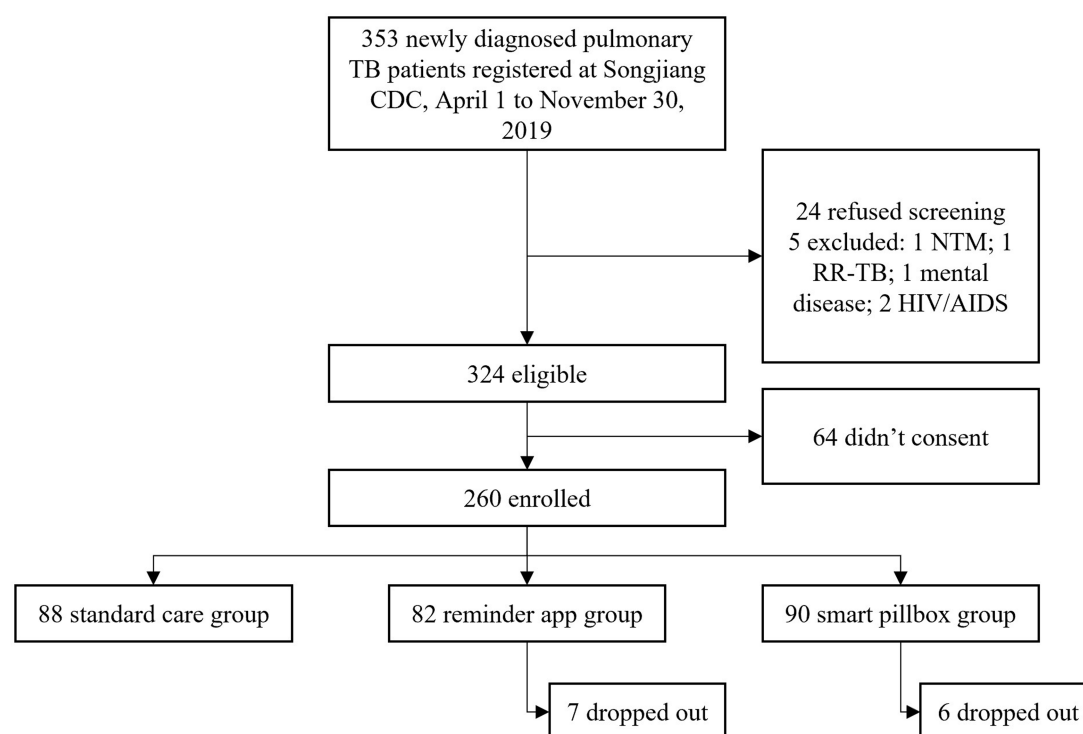 353 newly diagnosed pulmonary
TB patients registered at Songjiang
CDC, April 1 to November 30,
2019
24 refused screening
5 excluded: 1 NTM; 1
RR-TB; 1 mental
disease; 2 HIV/AIDS
324 eligible
64 didn’t consent
260 enrolled
88 standard care group
82 reminder app group
90 smart pillbox group
7 dropped out
6 dropped out